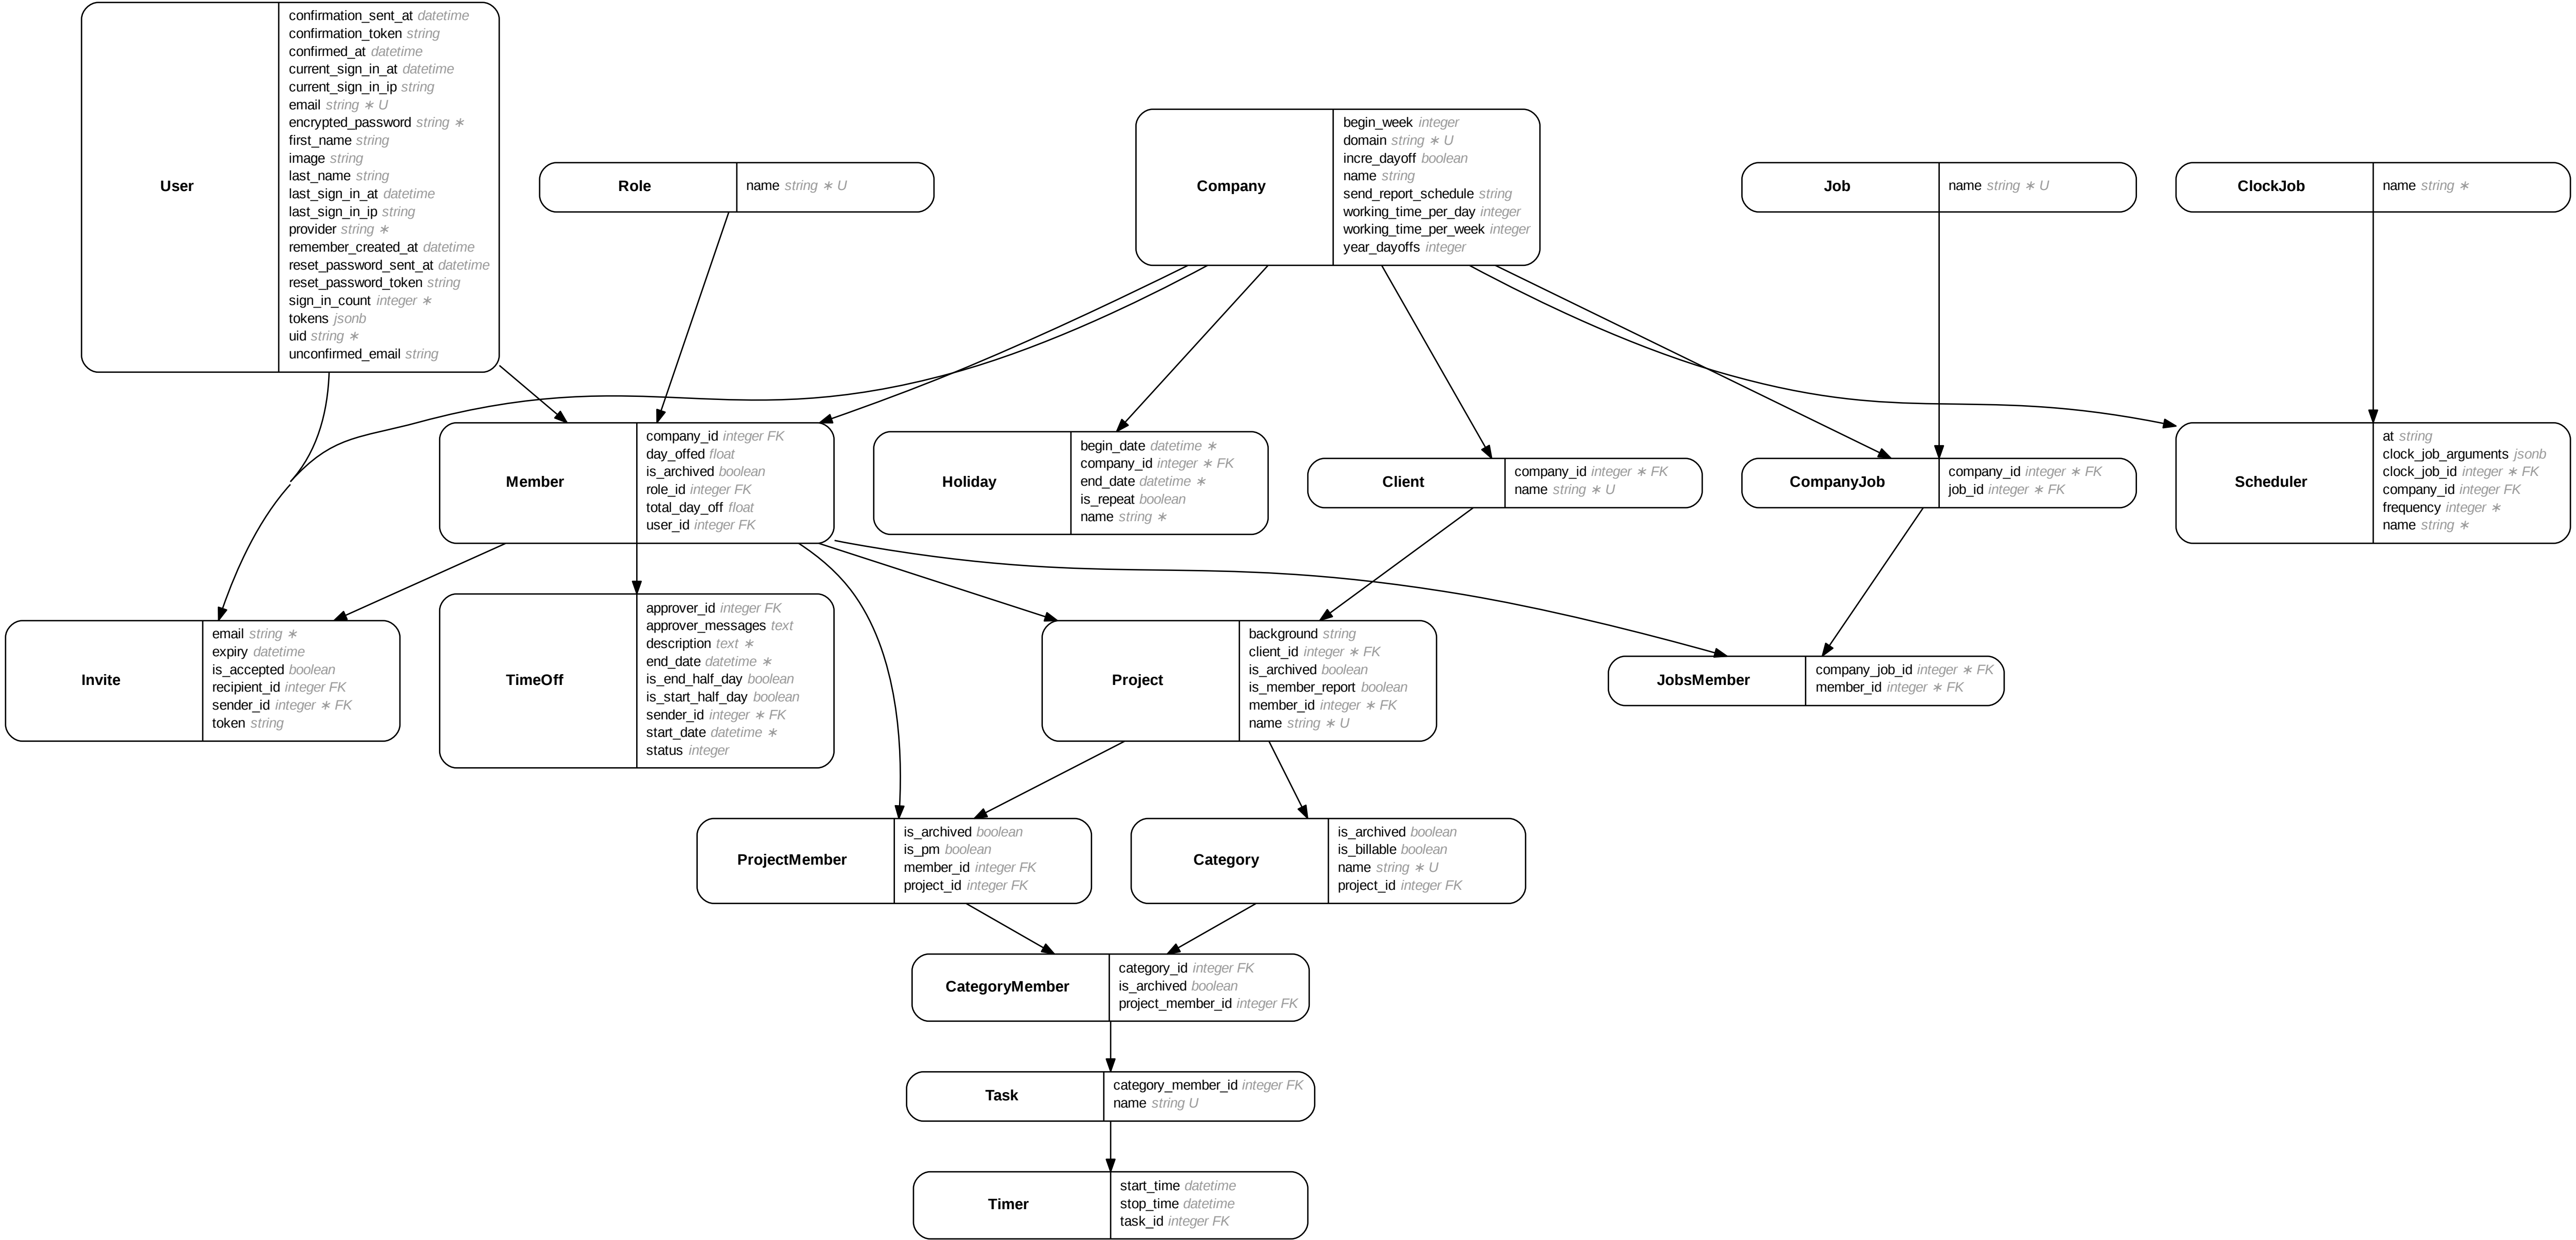 User
confirmation_sent_at datetime
confirmation_token string
confirmed_at datetime
current_sign_in_at datetime
current_sign_in_ip string
email string ∗ U
encrypted_password string ∗
first_name string
image string
last_name string
last_sign_in_at datetime
last_sign_in_ip string
provider string ∗
remember_created_at datetime
reset_password_sent_at datetime
reset_password_token string
sign_in_count integer ∗
tokens jsonb
uid string ∗
unconfirmed_email string
Role
name string ∗ U
Company
begin_week integer
domain string ∗ U
incre_dayoff boolean
name string
send_report_schedule string
working_time_per_day integer
working_time_per_week integer
year_dayoffs integer
Job
name string ∗ U
ClockJob
name string ∗
Member
company_id integer FK
day_offed float
is_archived boolean
role_id integer FK
total_day_off float
user_id integer FK
Holiday
begin_date datetime ∗
company_id integer ∗ FK
end_date datetime ∗
is_repeat boolean
name string ∗
Client
company_id integer ∗ FK
name string ∗ U
CompanyJob
company_id integer ∗ FK
job_id integer ∗ FK
Scheduler
at string
clock_job_arguments jsonb
clock_job_id integer ∗ FK
company_id integer FK
frequency integer ∗
name string ∗
Invite
email string ∗
expiry datetime
is_accepted boolean
recipient_id integer FK
sender_id integer ∗ FK
token string
TimeOff
approver_id integer FK
approver_messages text
description text ∗
end_date datetime ∗
is_end_half_day boolean
is_start_half_day boolean
sender_id integer ∗ FK
start_date datetime ∗
status integer
Project
background string
client_id integer ∗ FK
is_archived boolean
is_member_report boolean
member_id integer ∗ FK
name string ∗ U
JobsMember
company_job_id integer ∗ FK
member_id integer ∗ FK
ProjectMember
is_archived boolean
is_pm boolean
member_id integer FK
project_id integer FK
Category
is_archived boolean
is_billable boolean
name string ∗ U
project_id integer FK
CategoryMember
category_id integer FK
is_archived boolean
project_member_id integer FK
Task
category_member_id integer FK
name string U
Timer
start_time datetime
stop_time datetime
task_id integer FK